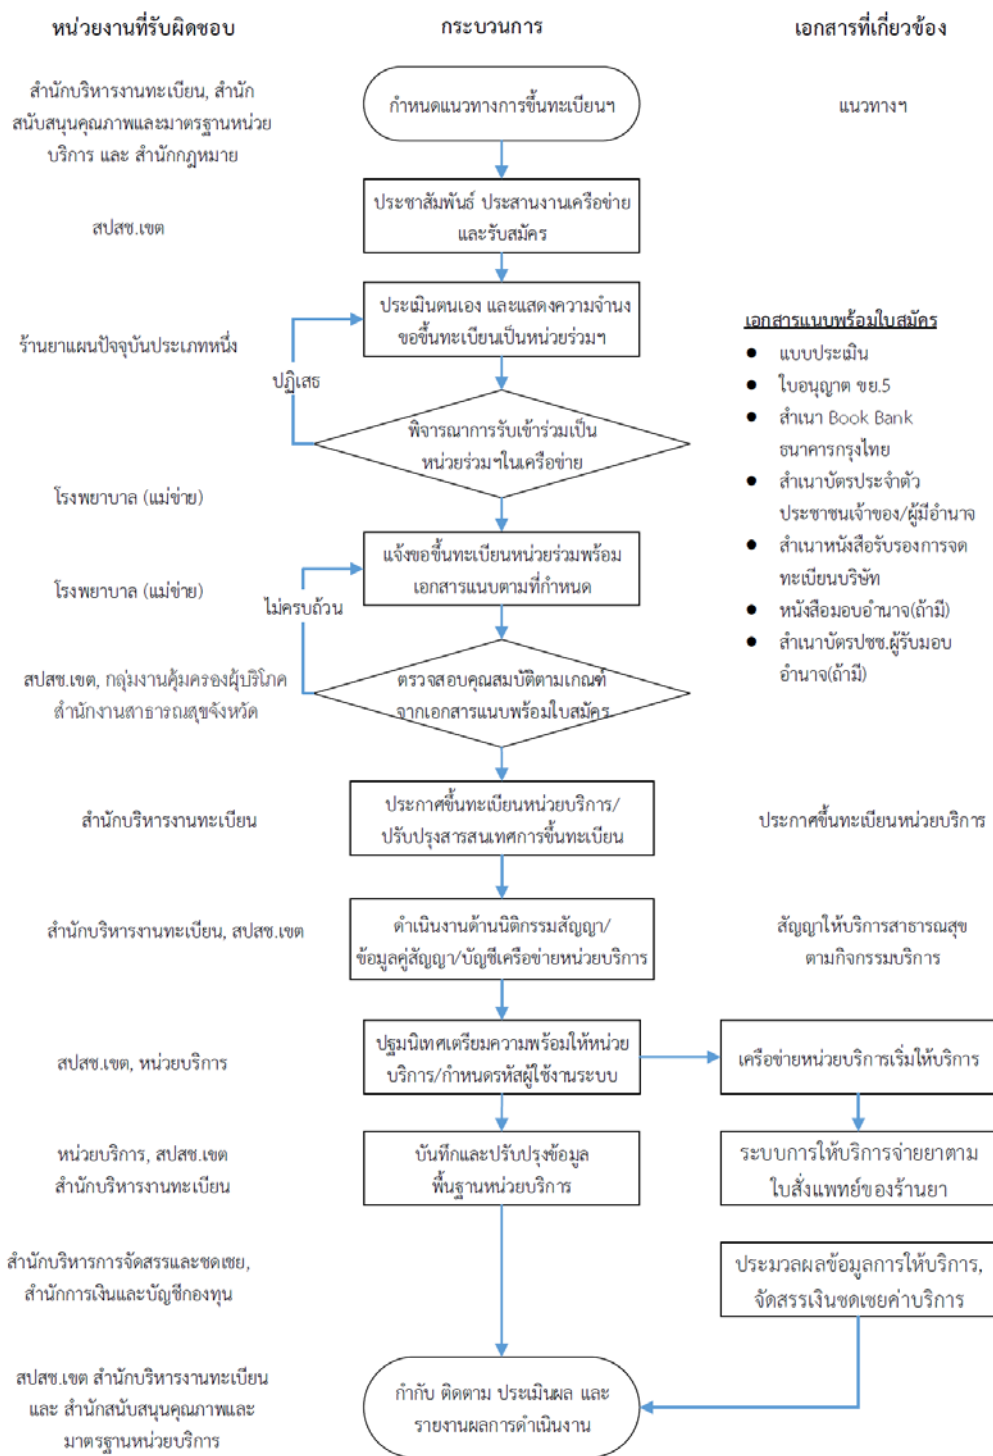 หน่วยงานที่รับผิดชอบ
กระบวนการ
เอกสารที่เกี่ยวข้อง
สำนักบริหารงานทะเบียน, สำนัก
สนับสนุนคุณภาพและมาตรฐานหน่วย
บริการ และ สำนักกฎหมาย
กำหนดแนวทางการขึ้นทะเบียนฯ
แนวทางฯ
สปสช.เขต
ประชาสัมพันธ์ ประสานงานเครือข่าย
และรับสมัคร
ร้านยาแผนปัจจุบันประเภทหนึ่ง
ประเมินตนเอง และแสดงความจำนง
ขอขึ้นทะเบียนเป็นหน่วยร่วมฯ
ปฏิเสธ
พิจารณาการรับเข้าร่วมเป็น
หน่วยร่วมฯในเครือข่าย
โรงพยาบาล (แม่ข่าย)
เอกสารแนบพร้อมใบสมัคร
● แบบประเมิน
● ใบอนุญาต ขย.5
● สำเนา Book Bank
ธนาคารกรุงไทย
● สำเนาบัตรประจำตัว
ประชาชนเจ้าของ/ผู้มีอำนาจ
● สำเนาหนังสือรับรองการจด
ทะเบียนบริษัท
● หนังสือมอบอำนาจ(ถ้ามี)
● สำเนาบัตรปชช.ผู้รับมอบ
อำนาจ(ถ้ามี)
โรงพยาบาล (แม่ข่าย)
แจ้งขอขึ้นทะเบียนหน่วยร่วมพร้อม
เอกสารแนบตามที่กำหนด
ไม่ครบถ้วน
สปสช.เขต, กลุ่มงานคุ้มครองผู้บริโภค
สำนักงานสาธารณสุขจังหวัด
ตรวจสอบคุณสมบัติตามเกณฑ์
จากเอกสารแนบพร้อมใบสมัคร
สำนักบริหารงานทะเบียน
ประกาศขึ้นทะเบียนหน่วยบริการ/
ปรับปรุงสารสนเทศการขึ้นทะเบียน
ประกาศขึ้นทะเบียนหน่วยบริการ
สำนักบริหารงานทะเบียน, สปสช.เขต
ดำเนินงานด้านนิติกรรมสัญญา/
ข้อมูลคู่สัญญา/บัญชีเครือข่ายหน่วยบริการ
สัญญาให้บริการสาธารณสุข
ตามกิจกรรมบริการ
สปสช.เขต, หน่วยบริการ
ปฐมนิเทศเตรียมความพร้อมให้หน่วย
บริการ/กำหนดรหัสผู้ใช้งานระบบ
เครือข่ายหน่วยบริการเริ่มให้บริการ
หน่วยบริการ, สปสช.เขต
สำนักบริหารงานทะเบียน
บันทึกและปรับปรุงข้อมูล
พื้นฐานหน่วยบริการ
ระบบการให้บริการจ่ายยาตาม
ใบสั่งแพทย์ของร้านยา
สำนักบริหารการจัดสรรและชดเชย,
สำนักการเงินและบัญชีกองทุน
ประมวลผลข้อมูลการให้บริการ,
จัดสรรเงินชดเชยค่าบริการ
สปสช.เขต สำนักบริหารงานทะเบียน
และ สำนักสนับสนุนคุณภาพและ
มาตรฐานหน่วยบริการ
กำกับ ติดตาม ประเมินผล และ
รายงานผลการดำเนินงาน